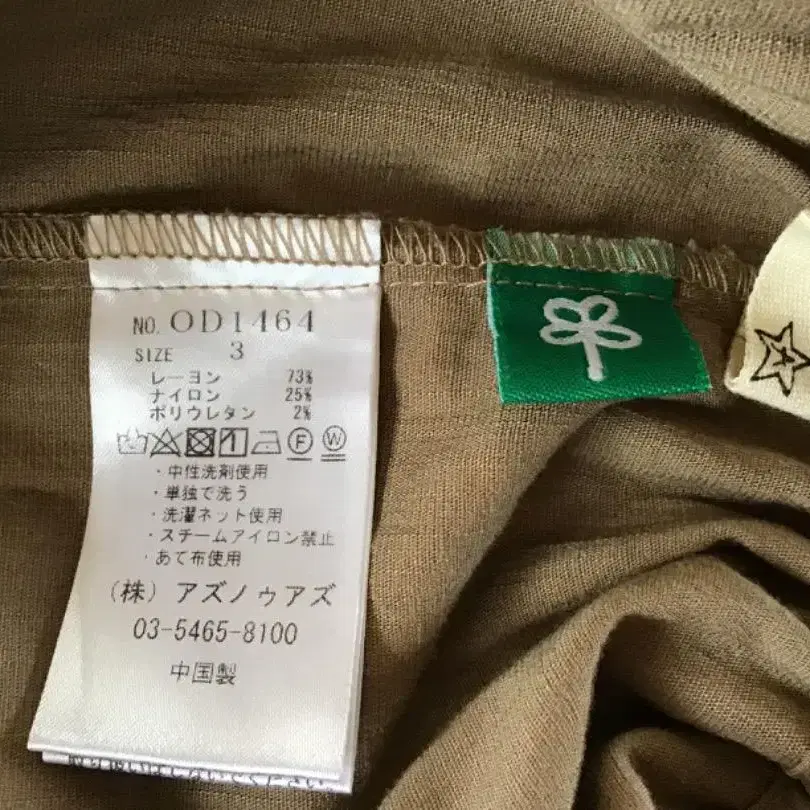 NO. OD1464
SIZE 3
レーヨン 73%
ナイロン 25%
ポリウレタン 2%
F W
・中性洗剤使用
・単独で洗う
・洗濯ネット使用
・スチームアイロン禁止
・あて布使用
(株) アズノゥアズ
03-5465-8100
中国製